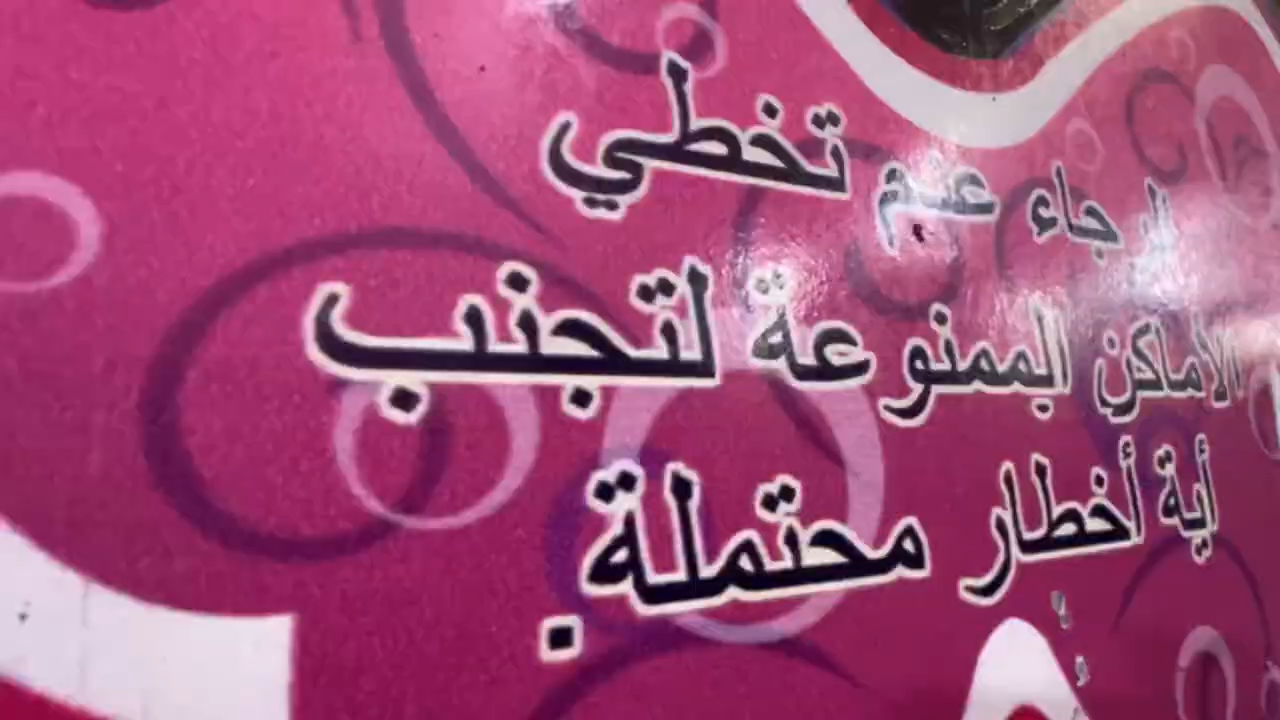 الرجاء عدم تخطي
الأماكن الممنوعة لتجنب
أية أخطار محتملة.